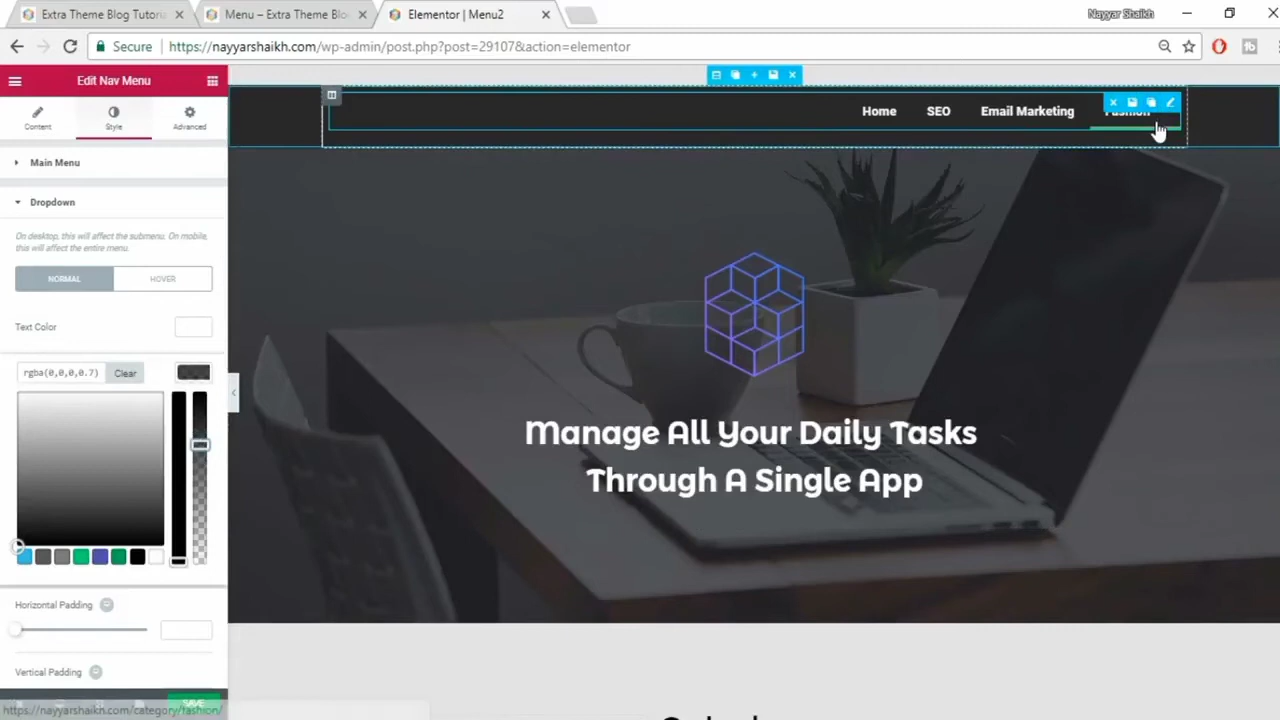 Extra Theme Blog Tutoria
Menu – Extra Theme Blo
Elementor | Menu2
Nayyar Shaikh
Secure
https://nayyarshaikh.com/wp-admin/post.php?post=29107&action=elementor
Edit Nav Menu
Content
Style
Advanced
Home
SEO
Email Marketing
Fashion
Main Menu
Dropdown
On desktop, this will affect the submenu. On mobile,
this will affect the entire menu.
NORMAL
HOVER
Text Color
rgba(0,0,0,0.7)
Clear
Manage All Your Daily Tasks
Through A Single App
Horizontal Padding
Vertical Padding
SAVE
https://nayyarshaikh.com/category/fashion/